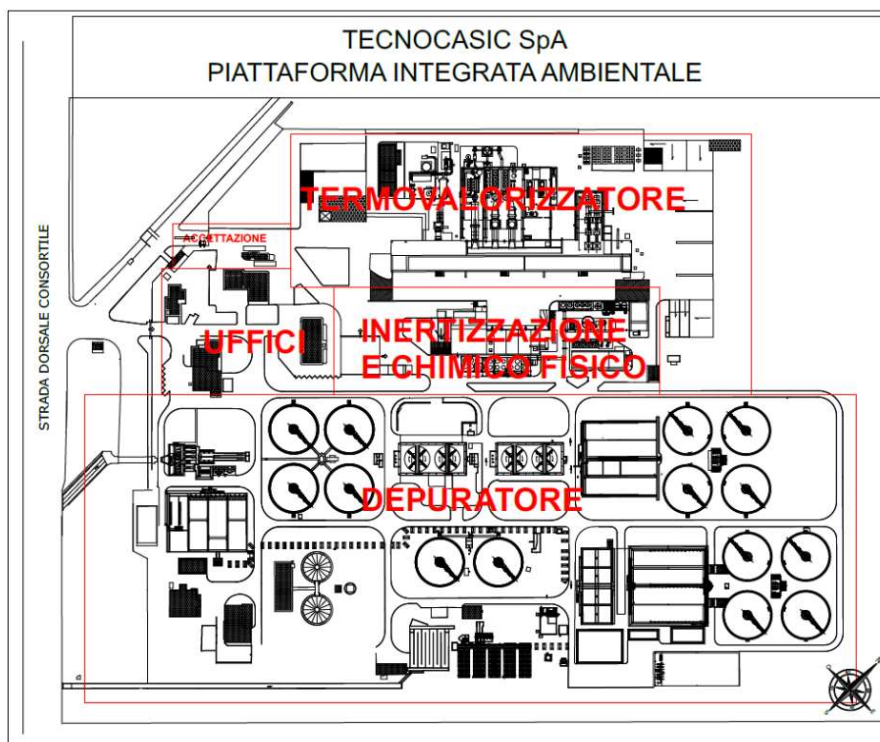 TECNOCASIC SpA
PIATTAFORMA INTEGRATA AMBIENTALE
TERMOVALORIZZATORE
ACCETTAZIONE
STRADA DORSALE CONSORTILE
UFFICI
INERTIZZAZIONE
E CHIMICO FISICO
DEPURATORE